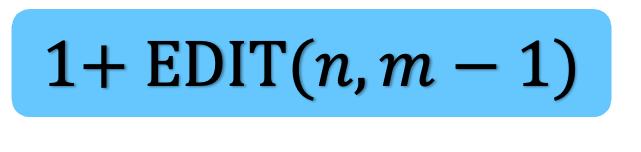 1+ EDIT(n, m − 1)